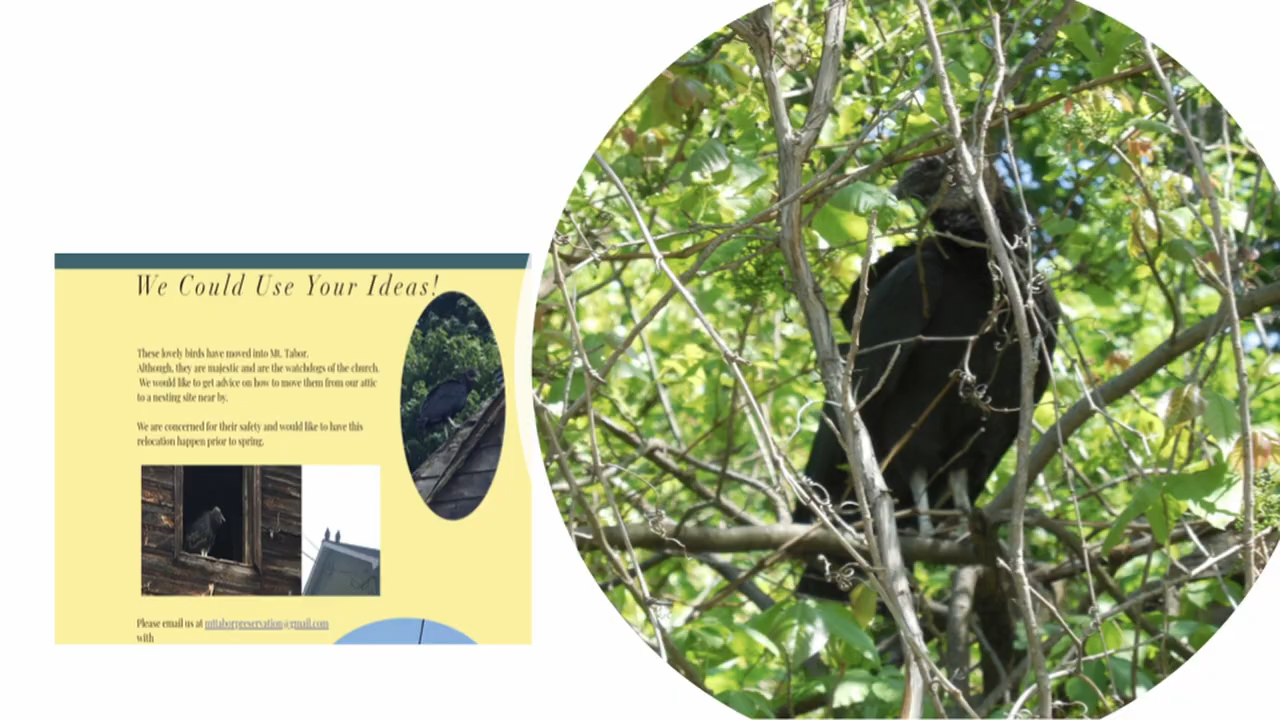 We Could Use Your Ideas!
These lovely birds have moved into Mt. Tabor.
Although, they are majestic and are the watchdogs of the church.
We would like to get advice on how to move them from our attic
to a nesting site near by.
We are concerned for their safety and would like to have this
relocation happen prior to spring.
Please email us at mttaborpreservation@gmail.com
with